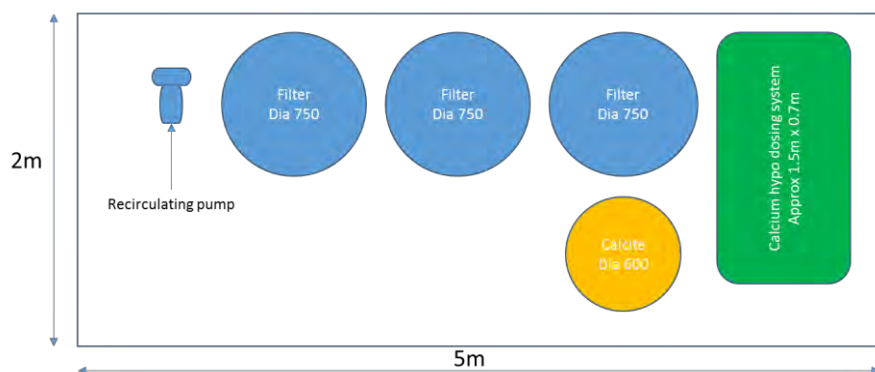 Filter
Dia 750
Filter
Dia 750
Filter
Dia 750
Calcium hypo dosing system
Approx 1.5m x 0.7m
2m
Recirculating pump
Calcite
Dia 600
5m